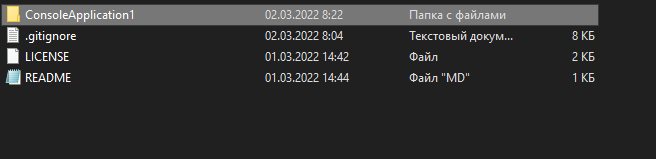 ConsoleApplication1 02.03.2022 8:22 Папка с файлами
.gitignore 02.03.2022 8:04 Текстовый докум... 8 КБ
LICENSE 01.03.2022 14:42 Файл 2 КБ
README 01.03.2022 14:44 Файл "MD" 1 КБ